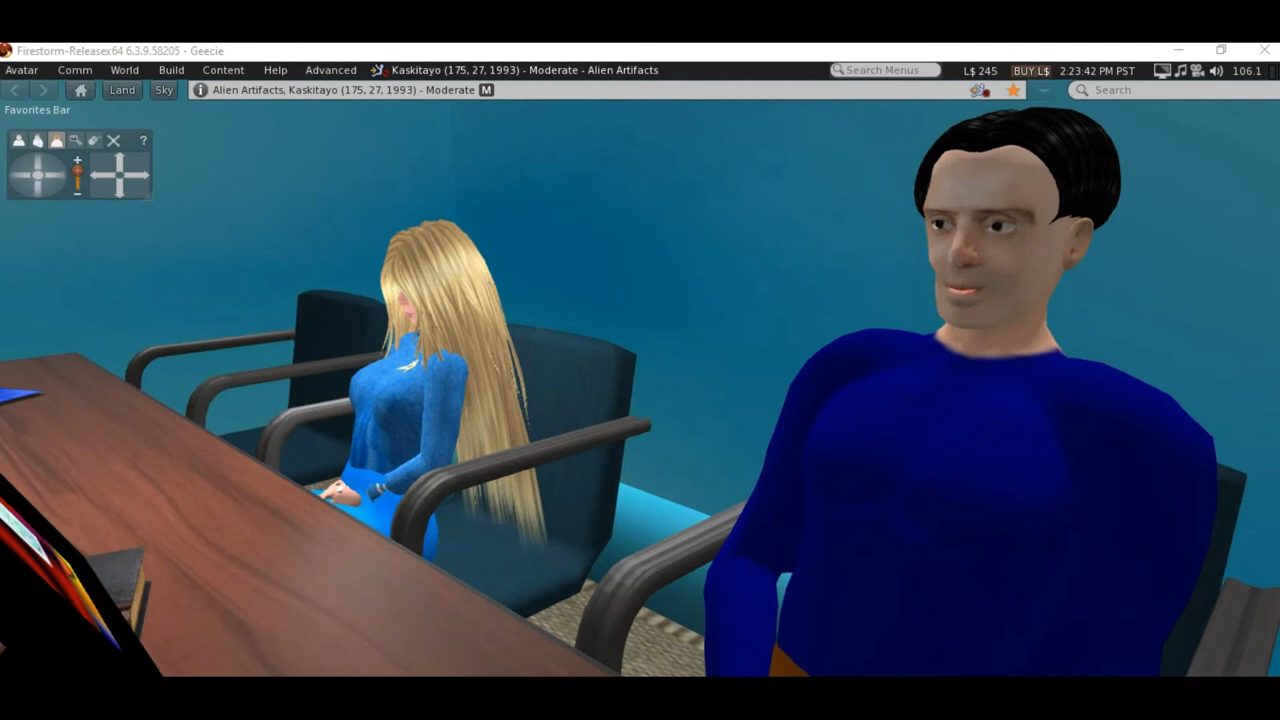 Firestorm-Releasex64 6.3.9.58205 - Geecie
Avatar Comm World Build Content Help Advanced Kaskitayo (175, 27, 1993) - Moderate - Alien Artifacts Search Menus L$ 245 BUY L$ 2:23:42 PM PST 106.1
Land Sky Alien Artifacts, Kaskitayo (175, 27, 1993) - Moderate M Search
Favorites Bar
?